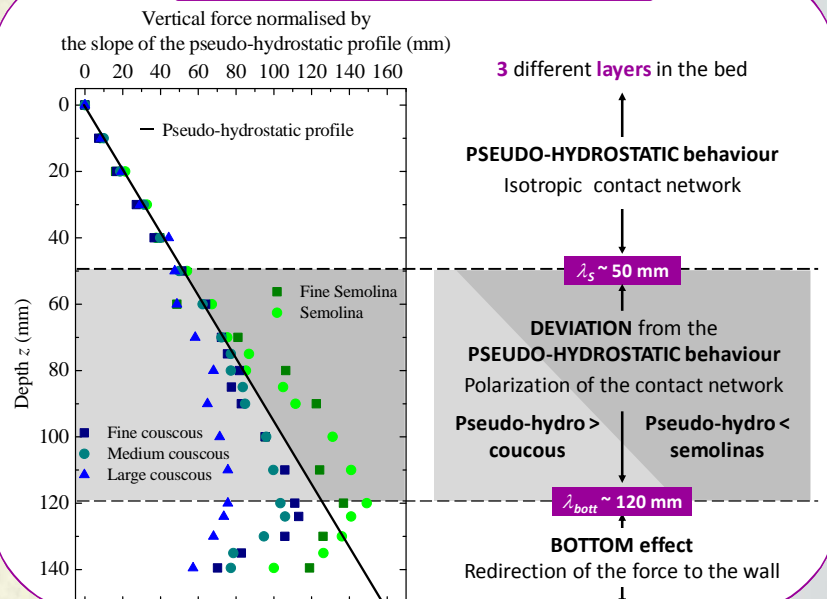 Vertical force normalised by
the slope of the pseudo-hydrostatic profile (mm)
0 20 40 60 80 100 120 140 160
Depth z (mm)
0
20
40
60
80
100
120
140
Pseudo-hydrostatic profile
Fine Semolina
Semolina
Fine couscous
Medium couscous
Large couscous
3 different layers in the bed
PSEUDO-HYDROSTATIC behaviour
Isotropic contact network
λS ~ 50 mm
DEVIATION from the
PSEUDO-HYDROSTATIC behaviour
Polarization of the contact network
Pseudo-hydro >
coucous
Pseudo-hydro <
semolinas
λbott ~ 120 mm
BOTTOM effect
Redirection of the force to the wall